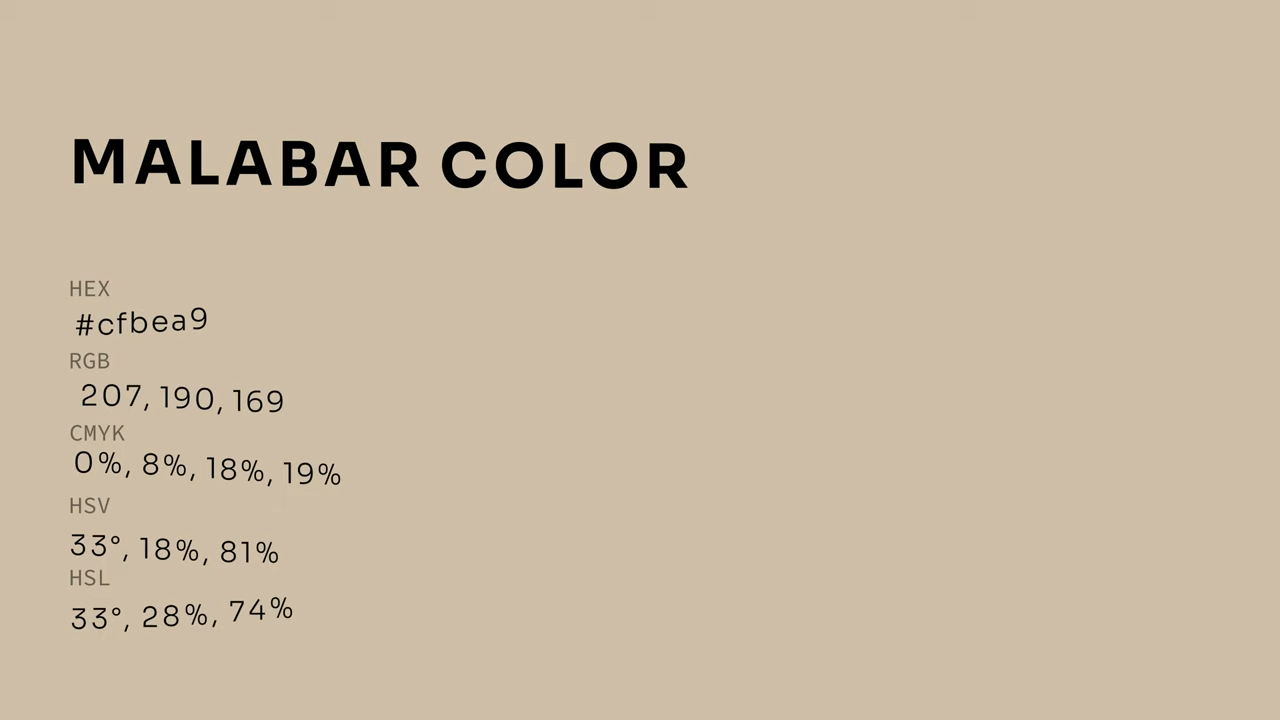 MALABAR COLOR
HEX
#cfbea9
RGB
207, 190, 169
CMYK
0%, 8%, 18%, 19%
HSV
33°, 18%, 81%
HSL
33°, 28%, 74%